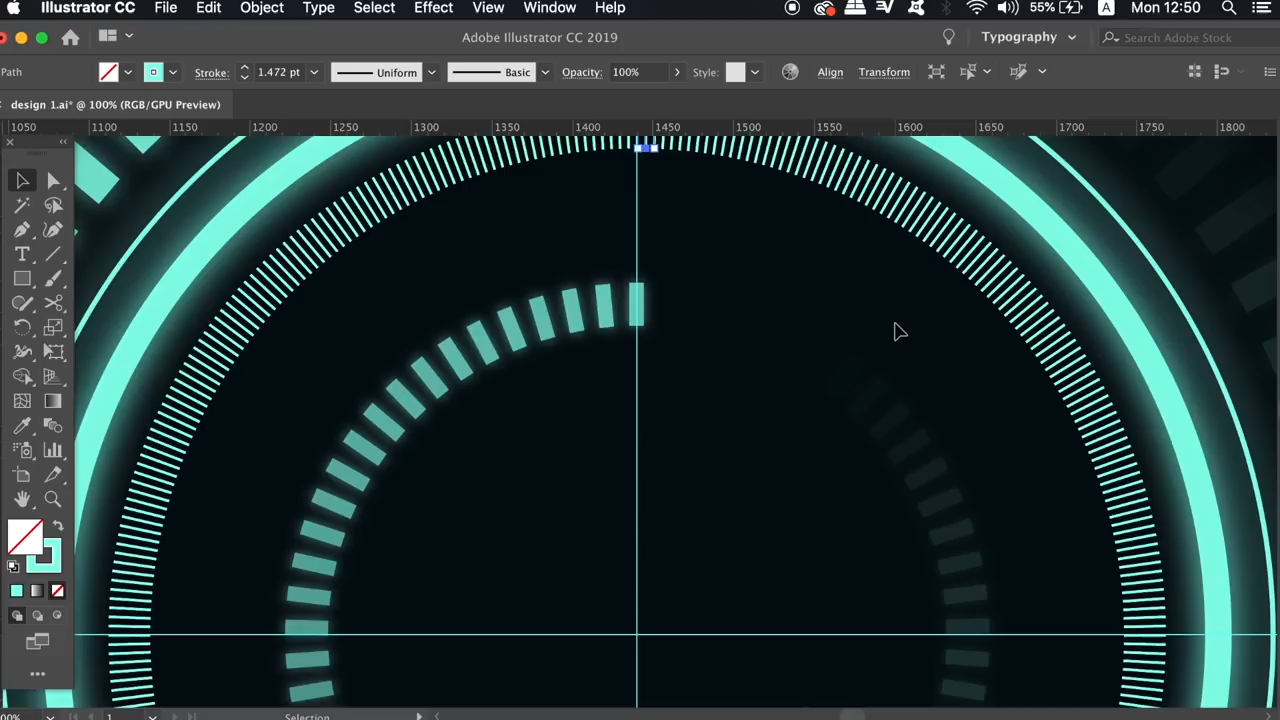 Illustrator CC File Edit Object Type Select Effect View Window Help 55% A Mon 12:50
Adobe Illustrator CC 2019 Typography Search Adobe Stock
Path Stroke: 1.472 pt Uniform Basic Opacity: 100% Style: Align Transform
design 1.ai* @ 100% (RGB/GPU Preview)
1050 1100 1150 1200 1250 1300 1350 1400 1450 1500 1550 1600 1650 1700 1750 1800
1 Selection